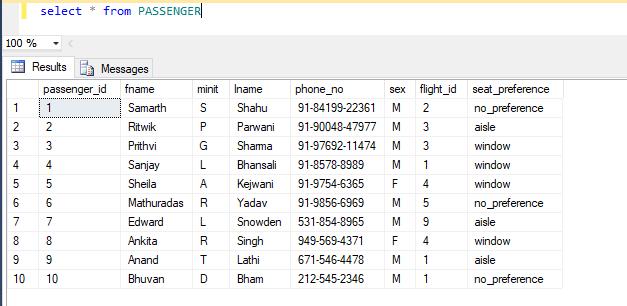 select * from PASSENGER
100 %
Results Messages
passenger_id fname minit lname phone_no sex flight_id seat_preference
1 1 Samarth S Shahu 91-84199-22361 M 2 no_preference
2 2 Ritwik P Parwani 91-90048-47977 M 3 aisle
3 3 Prithvi G Sharma 91-97692-11474 M 3 window
4 4 Sanjay L Bhansali 91-8578-8989 M 1 window
5 5 Sheila A Kejwani 91-9754-6365 F 4 window
6 6 Mathuradas R Yadav 91-9856-6969 M 5 no_preference
7 7 Edward L Snowden 531-854-8965 M 9 aisle
8 8 Ankita R Singh 949-569-4371 F 4 window
9 9 Anand T Lathi 671-546-4478 M 1 aisle
10 10 Bhuvan D Bham 212-545-2346 M 1 no_preference